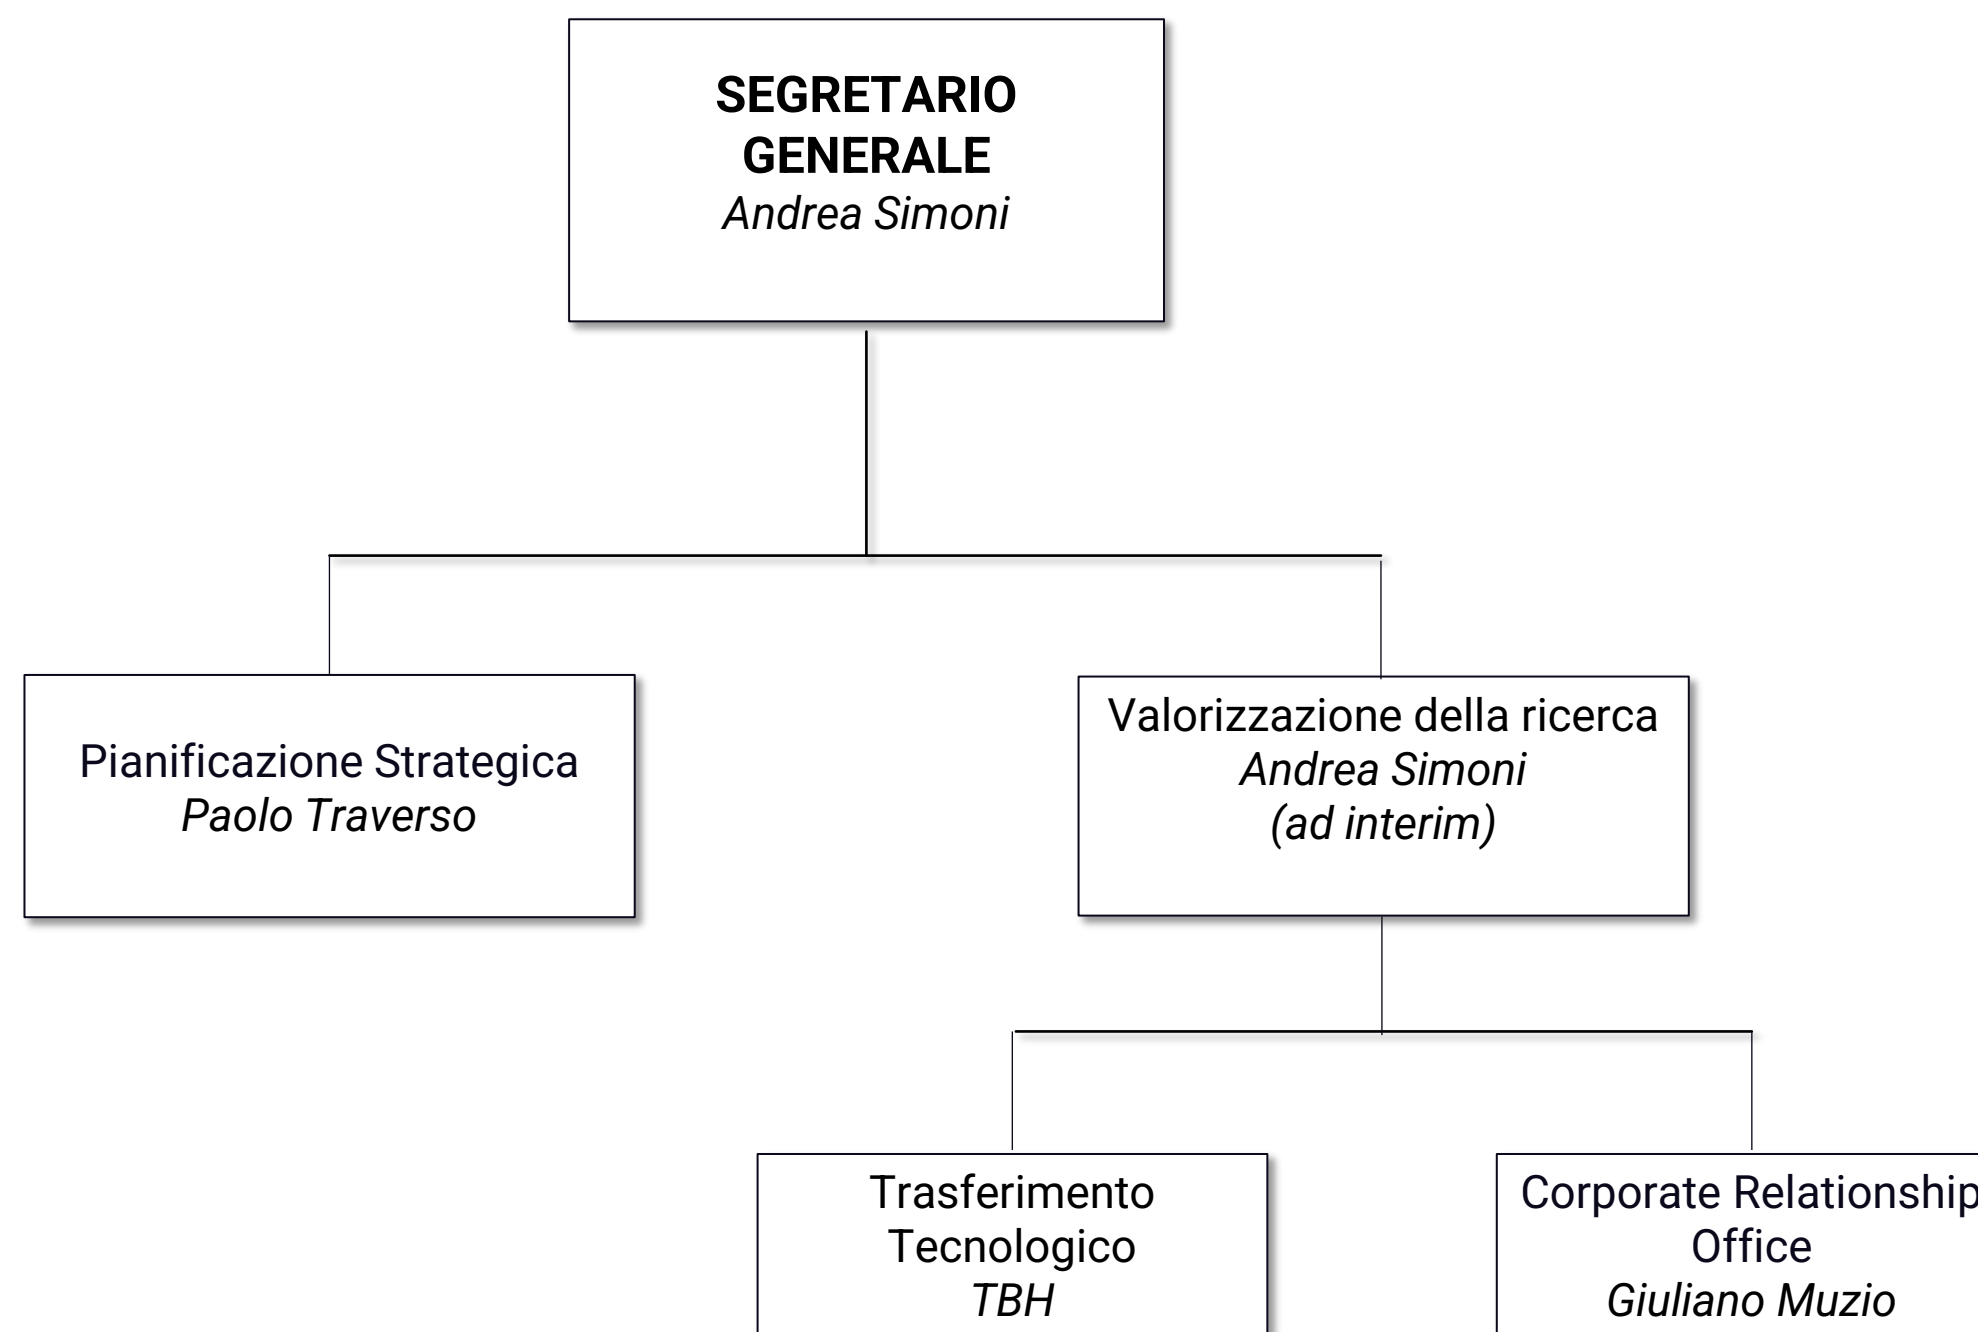 SEGRETARIO
GENERALE
Andrea Simoni
Pianificazione Strategica
Paolo Traverso
Valorizzazione della ricerca
Andrea Simoni
(ad interim)
Trasferimento
Tecnologico
TBH
Corporate Relationship
Office
Giuliano Muzio